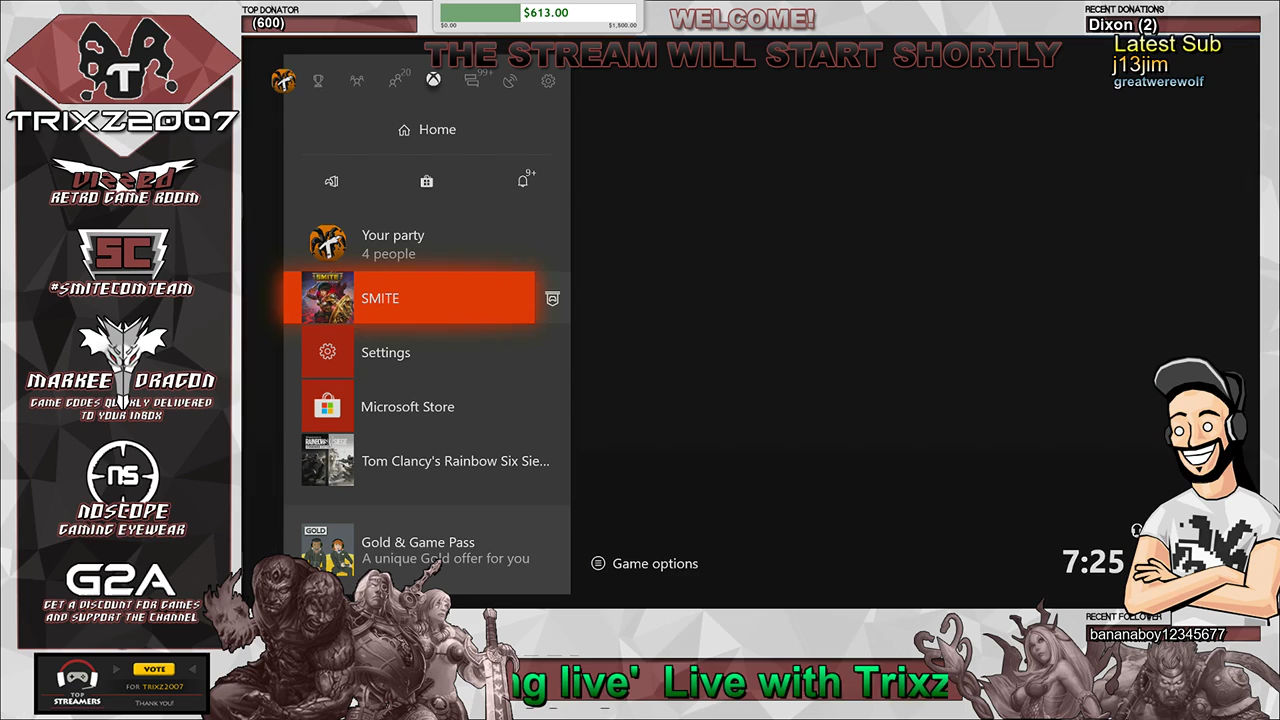 TOP DONATOR
(600)
$613.00
$0.00
$1,500.00
WELCOME!
RECENT DONATIONS
Dixon (2)
THE STREAM WILL START SHORTLY
Latest Sub
j13jim
greatwerewolf
T
TRIXZ2007
20
99+
Home
9+
Your party
4 people
SMITE
SMITE
Settings
Microsoft Store
Tom Clancy's Rainbow Six Sie...
GOLD
Gold & Game Pass
A unique Gold offer for you
Game options
7:25
VIZZED
RETRO GAME ROOM
SC
#SMITECOMTEAM
MARKEE DRAGON
GAME CODES QUICKLY DELIVERED
TO YOUR INBOX
NS
NOSCOPE
GAMING EYEWEAR
G2A
GET A DISCOUNT FOR GAMES
AND SUPPORT THE CHANNEL
TOP
STREAMERS
VOTE
FOR TRIXZ2007
THANK YOU!
RECENT FOLLOWER
bananaboy12345677
ng live' Live with Trixz